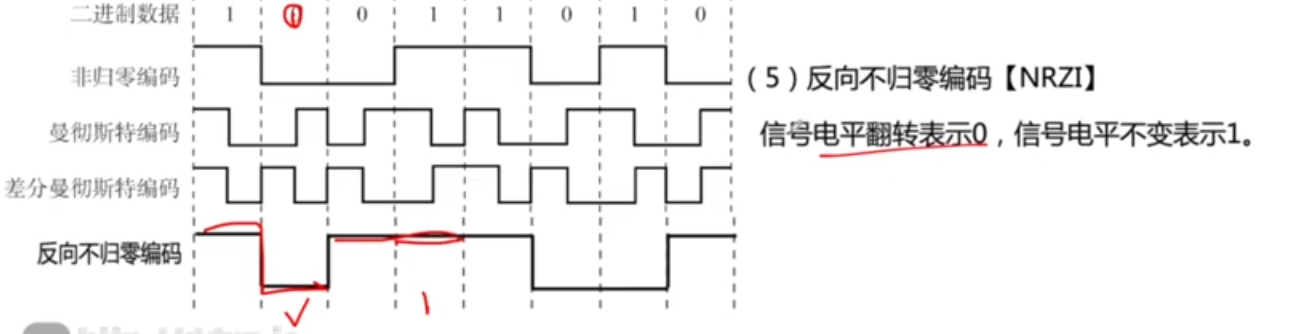 二进制数据 1 0 0 1 1 0 1 0
非归零编码
(5)反向不归零编码【NRZI】
曼彻斯特编码
信号电平翻转表示0，信号电平不变表示1。
差分曼彻斯特编码
反向不归零编码
1